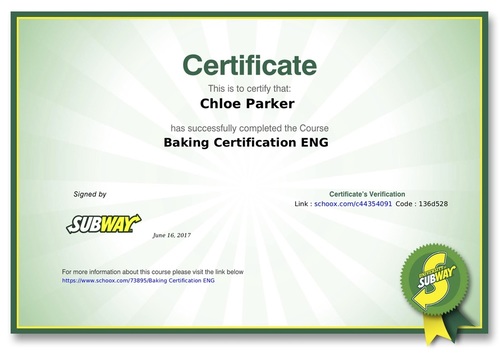 Certificate
This is to certify that:
Chloe Parker
has successfully completed the Course
Baking Certification ENG
Signed by
SUBWAY
June 16, 2017
Certificate's Verification
Link : schoox.com/c44354091 Code : 136d528
For more information about this course please visit the link below
https://www.schoox.com/73895/Baking Certification ENG
UNIVERSITY
SUBWAY